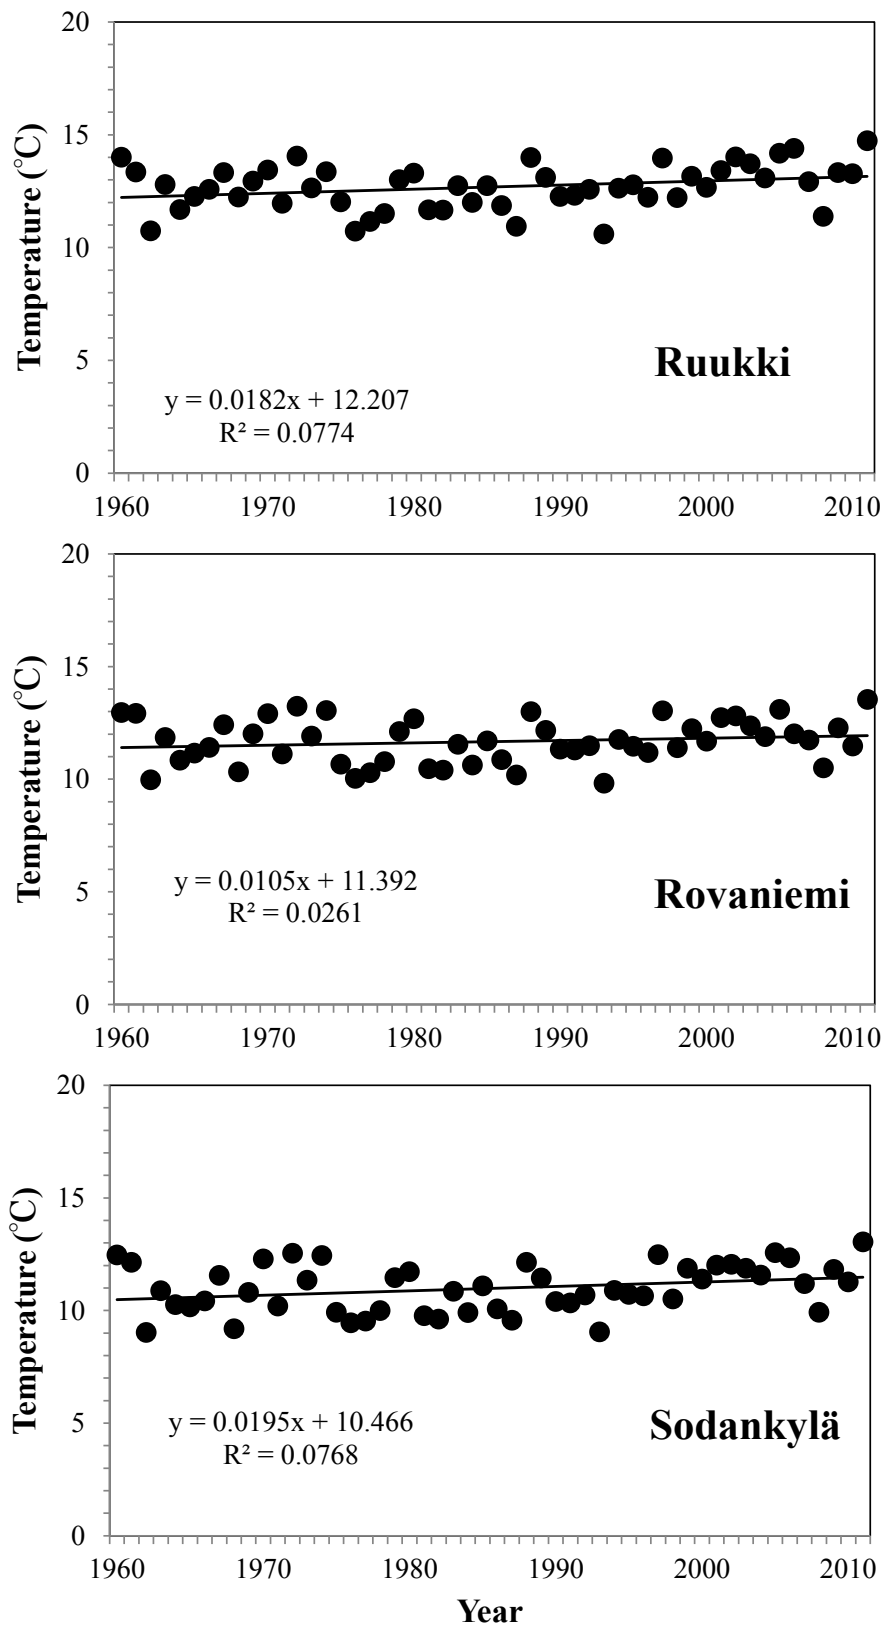 20
15
10
5
0
Temperature (°C)
Ruukki
y = 0.0182x + 12.207
R² = 0.0774
1960 1970 1980 1990 2000 2010
20
15
10
5
0
Temperature (°C)
Rovaniemi
y = 0.0105x + 11.392
R² = 0.0261
1960 1970 1980 1990 2000 2010
20
15
10
5
0
Temperature (°C)
Sodankylä
y = 0.0195x + 10.466
R² = 0.0768
1960 1970 1980 1990 2000 2010
Year